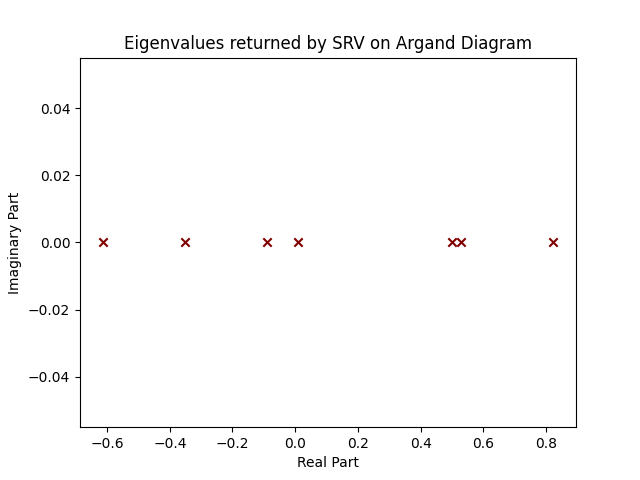 Eigenvalues returned by SRV on Argand Diagram
0.04
0.02
0.00
−0.02
−0.04
Imaginary Part
−0.6 −0.4 −0.2 0.0 0.2 0.4 0.6 0.8
Real Part